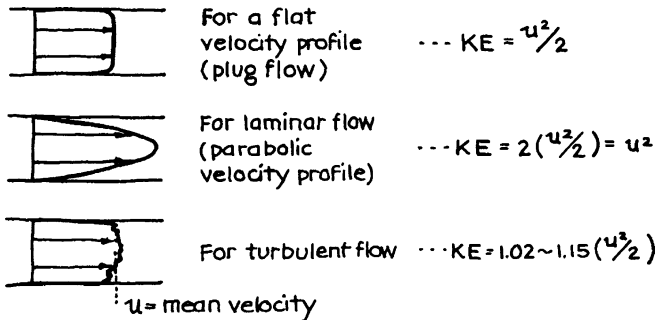 For a flat
velocity profile
(plug flow)
··· KE = u²/2
For laminar flow
(parabolic
velocity profile)
··· KE = 2(u²/2) = u²
For turbulent flow ··· KE = 1.02 ~ 1.15 (u²/2)
u = mean velocity